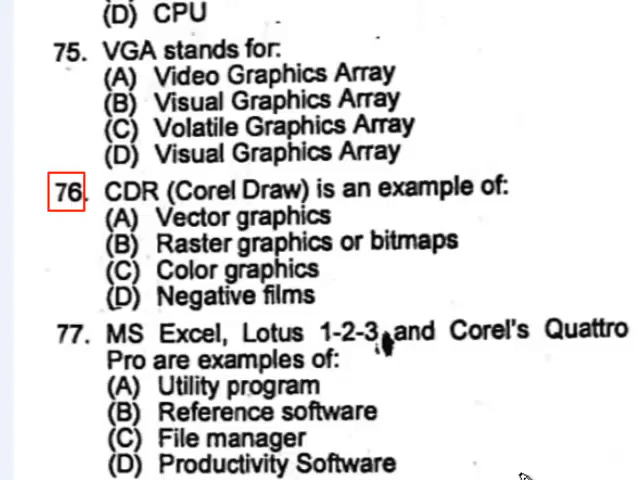 (D) CPU
75. VGA stands for:
(A) Video Graphics Array
(B) Visual Graphics Array
(C) Volatile Graphics Array
(D) Visual Graphics Array
76. CDR (Corel Draw) is an example of:
(A) Vector graphics
(B) Raster graphics or bitmaps
(C) Color graphics
(D) Negative films
77. MS Excel, Lotus 1-2-3, and Corel's Quattro
Pro are examples of:
(A) Utility program
(B) Reference software
(C) File manager
(D) Productivity Software